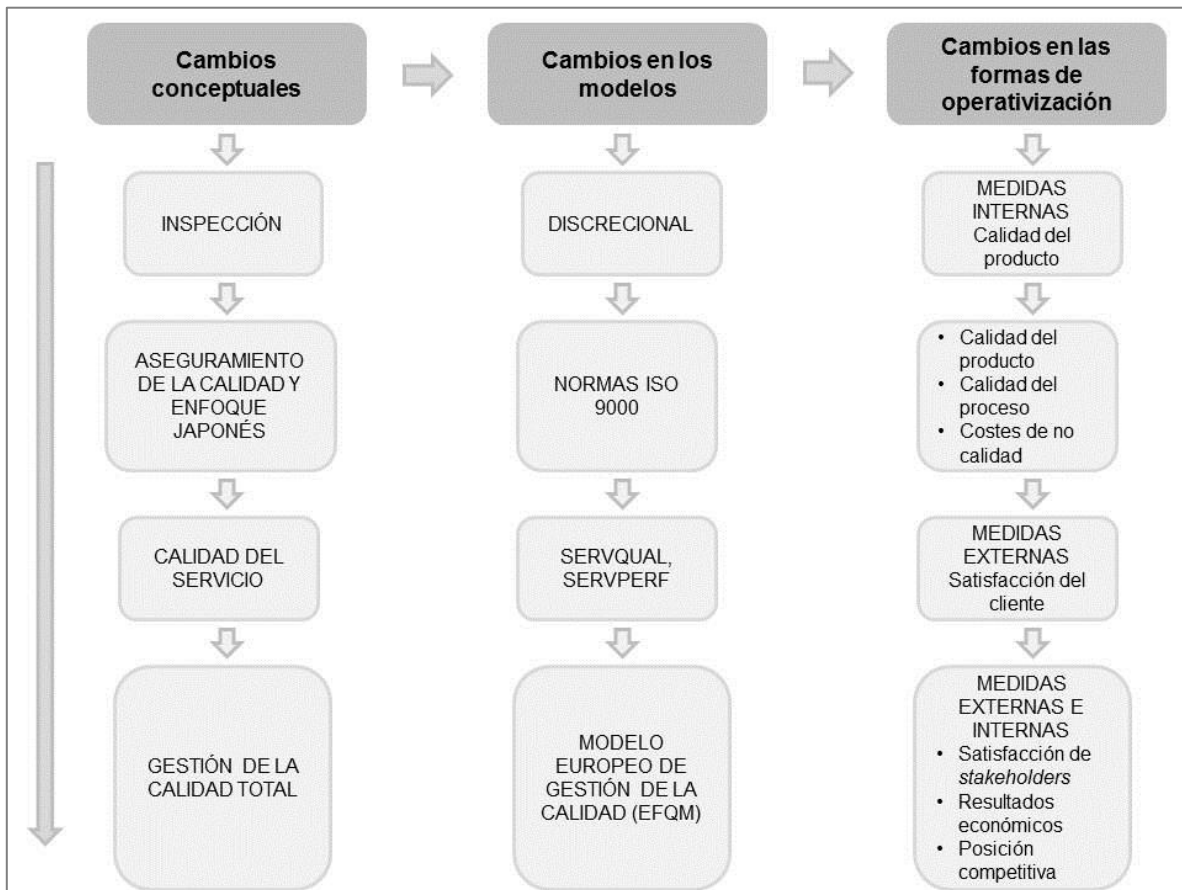 Cambios
conceptuales
Cambios en los
modelos
Cambios en las
formas de
operativización
INSPECCIÓN
DISCRECIONAL
MEDIDAS
INTERNAS
Calidad del
producto
ASEGURAMIENTO
DE LA CALIDAD Y
ENFOQUE
JAPONÉS
NORMAS ISO
9000
• Calidad del
producto
• Calidad del
proceso
• Costes de no
calidad
CALIDAD DEL
SERVICIO
SERVQUAL,
SERVPERF
MEDIDAS
EXTERNAS
Satisfacción del
cliente
GESTIÓN DE LA
CALIDAD TOTAL
MODELO
EUROPEO DE
GESTIÓN DE LA
CALIDAD (EFQM)
MEDIDAS
EXTERNAS E
INTERNAS
• Satisfacción de
stakeholders
• Resultados
económicos
• Posición
competitiva